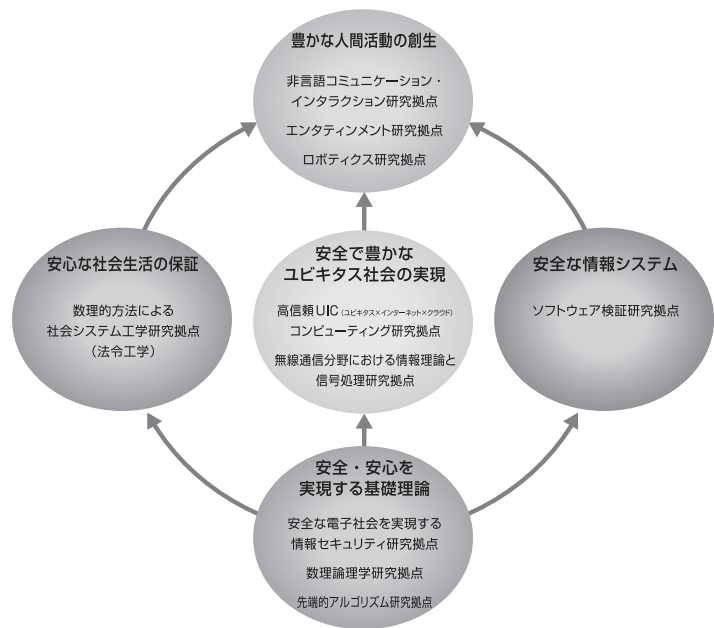 豊かな人間活動の創生
非言語コミュニケーション・
インタラクション研究拠点
エンタテインメント研究拠点
ロボティクス研究拠点
安心な社会生活の保証
数理的方法による
社会システム工学研究拠点
（法令工学）
安全で豊かな
ユビキタス社会の実現
高信頼UIC（ユビキタス×インターネット×クラウド）
コンピューティング研究拠点
無線通信分野における情報理論と
信号処理研究拠点
安全な情報システム
ソフトウェア検証研究拠点
安全・安心を
実現する基礎理論
安全な電子社会を実現する
情報セキュリティ研究拠点
数理論理学研究拠点
先端的アルゴリズム研究拠点